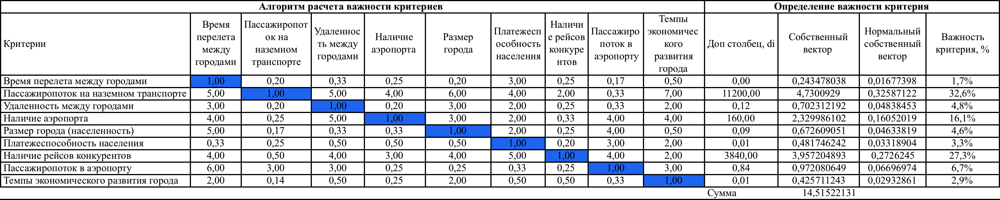 Алгоритм расчета важности критериев Определение важности критерия
Критерии Время перелета между городами Пассажиропот ок на наземном транспорте Удаленнос ть между городами Наличие аэропорта Размер города Платежесп особность населения Наличи е рейсов конкуре нтов Пассажиро поток в аэропорту Темпы экономичес кого развития города Доп столбец, di Собственный вектор Нормальный собственный вектор Важность критерия, %
Время перелета между городами 1,00 0,20 0,33 0,25 0,20 3,00 0,25 0,17 0,50 0,00 0,243478038 0,01677398 1,7%
Пассажиропоток на наземном транспорте 5,00 1,00 5,00 4,00 6,00 4,00 2,00 0,33 7,00 11200,00 4,7300929 0,32587122 32,6%
Удаленность между городами 3,00 0,20 1,00 0,20 3,00 2,00 0,25 0,33 2,00 0,12 0,702312192 0,04838453 4,8%
Наличие аэропорта 4,00 0,25 5,00 1,00 3,00 2,00 0,33 4,00 4,00 160,00 2,329986102 0,16052019 16,1%
Размер города (населенность) 5,00 0,17 0,33 0,33 1,00 2,00 0,25 4,00 0,50 0,09 0,672609051 0,04633819 4,6%
Платежеспособность населения 0,33 0,25 0,50 0,50 0,50 1,00 0,20 3,00 2,00 0,01 0,481746242 0,03318904 3,3%
Наличие рейсов конкурентов 4,00 0,50 4,00 3,00 4,00 5,00 1,00 4,00 2,00 3840,00 3,957204893 0,2726245 27,3%
Пассажиропоток в аэропорту 6,00 3,00 3,00 0,25 0,25 0,33 0,25 1,00 3,00 0,84 0,972080649 0,06696974 6,7%
Темпы экономического развития города 2,00 0,14 0,50 0,25 2,00 0,50 0,50 0,33 1,00 0,01 0,425711243 0,02932861 2,9%
Сумма 14,51522131